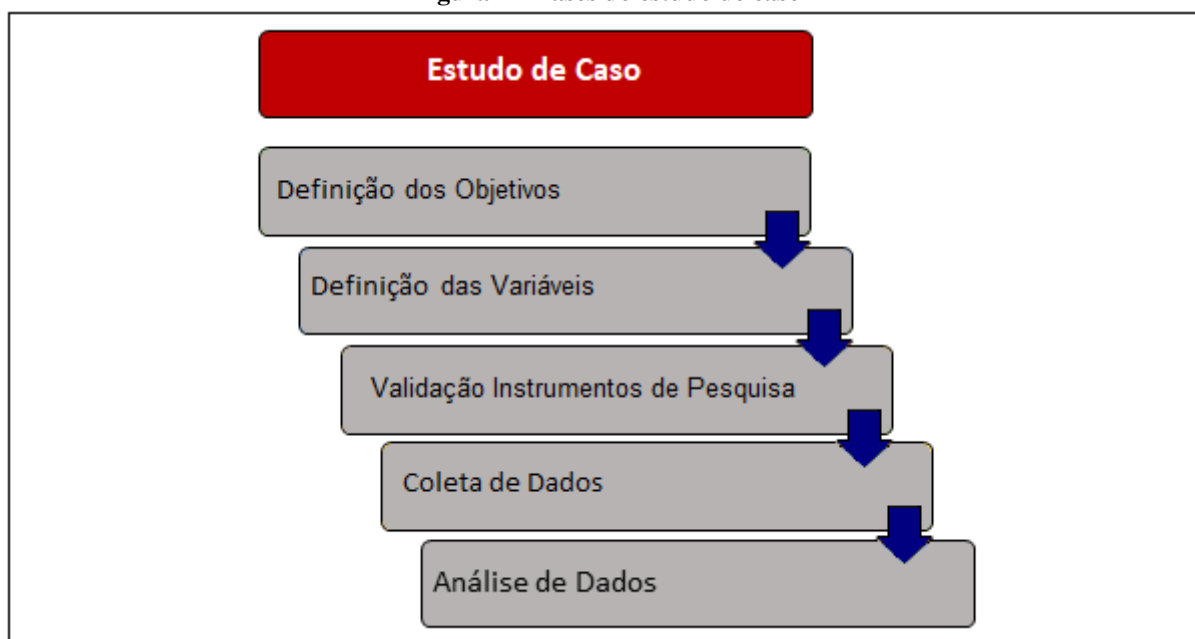 Estudo de Caso
Definição dos Objetivos
Definição das Variáveis
Validação Instrumentos de Pesquisa
Coleta de Dados
Análise de Dados